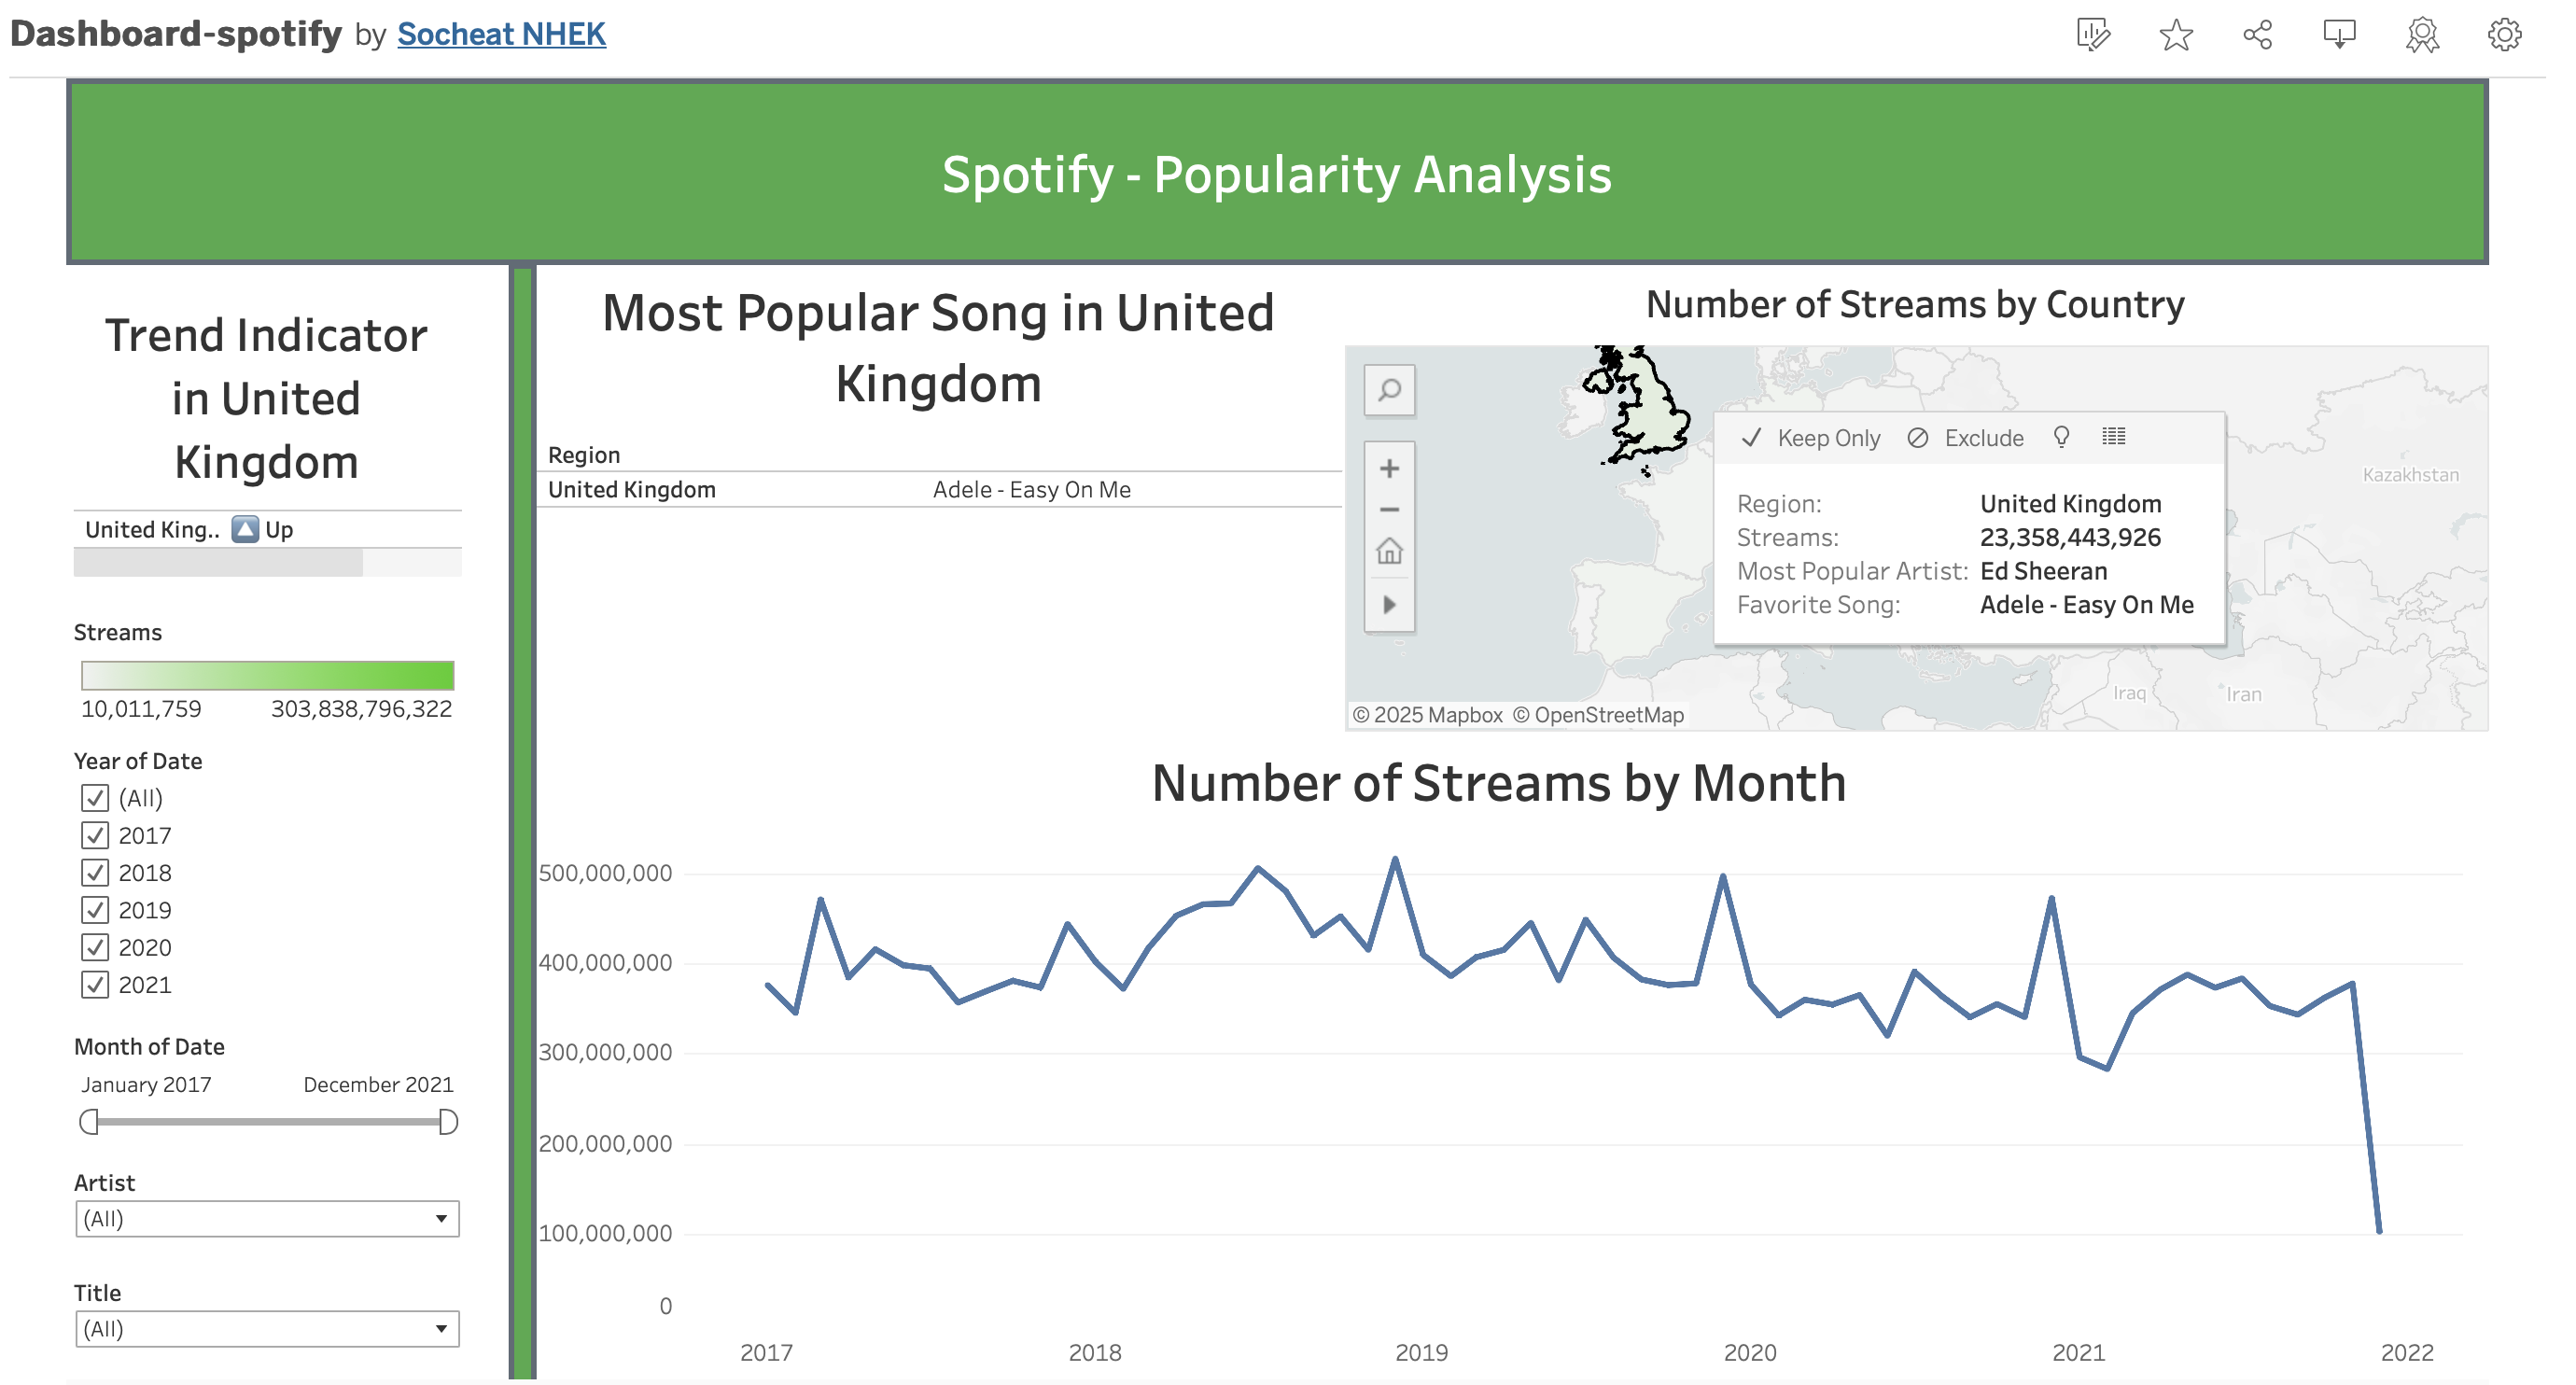 Dashboard-spotify by Socheat NHEK
Spotify - Popularity Analysis
Trend Indicator
in United
Kingdom
United King.. Up
Streams
10,011,759 303,838,796,322
Year of Date
(All)
2017
2018
2019
2020
2021
Month of Date
January 2017 December 2021
Artist
(All)
Title
(All)
Most Popular Song in United
Kingdom
Region
United Kingdom Adele - Easy On Me
Number of Streams by Country
Keep Only Exclude
Region: United Kingdom
Streams: 23,358,443,926
Most Popular Artist: Ed Sheeran
Favorite Song: Adele - Easy On Me
Kazakhstan
Iraq Iran
© 2025 Mapbox © OpenStreetMap
Number of Streams by Month
500,000,000
400,000,000
300,000,000
200,000,000
100,000,000
0
2017 2018 2019 2020 2021 2022